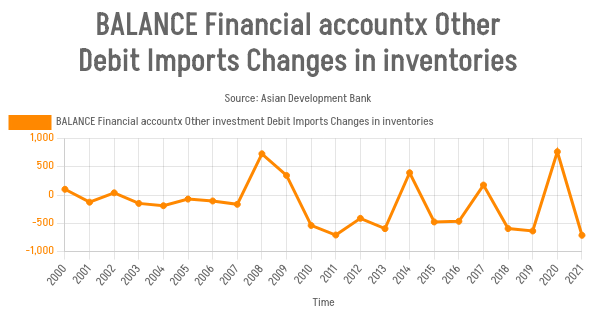 BALANCE Financial accountx Other
Debit Imports Changes in inventories
Source: Asian Development Bank
BALANCE Financial accountx Other investment Debit Imports Changes in inventories
1,000
500
0
-500
-1,000
2000 2001 2002 2003 2004 2005 2006 2007 2008 2009 2010 2011 2012 2013 2014 2015 2016 2017 2018 2019 2020 2021
Time